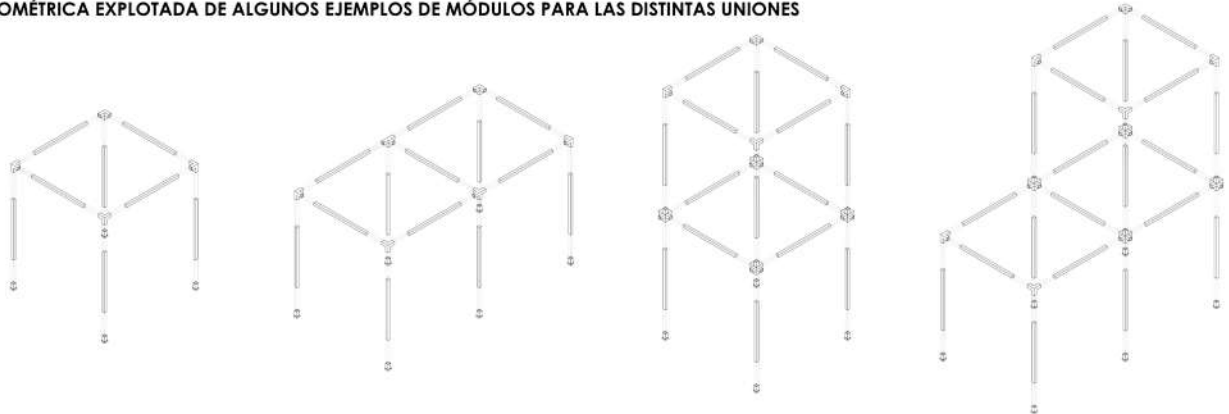 OMÉTRICA EXPLOTADA DE ALGUNOS EJEMPLOS DE MÓDULOS PARA LAS DISTINTAS UNIONES